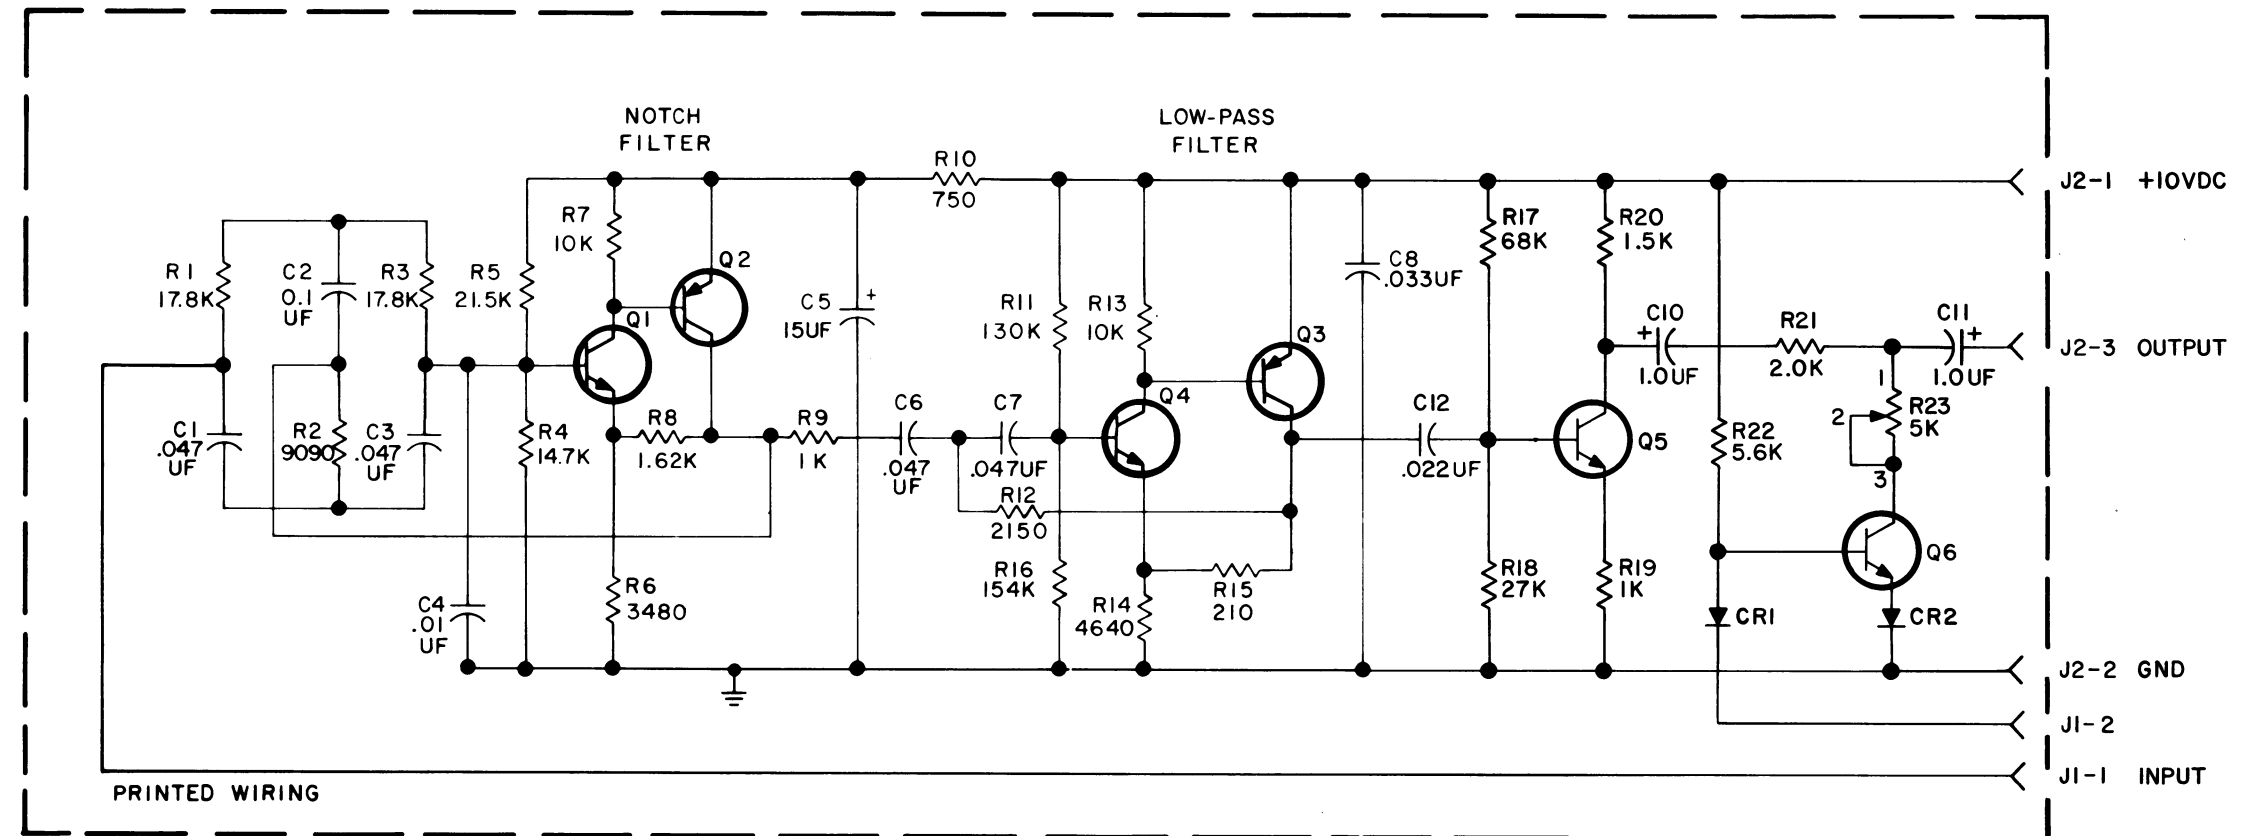 NOTCH
FILTER
LOW-PASS
FILTER
R10
750
J2-1 +10VDC
R7
10K
R17
68K
R20
1.5K
Q2
R1
17.8K
C2
0.1
UF
R3
17.8K
R5
21.5K
C8
.033UF
C5
+
15UF
R11
130K
R13
10K
Q1
Q3
C10
+
1.0UF
R21
2.0K
C11
+
1.0UF
J2-3 OUTPUT
1
2
R23
5K
3
Q4
C1
.047
UF
R2
9090
C3
.047
UF
R4
14.7K
R8
1.62K
R9
1K
C6
.047
UF
C7
.047UF
C12
.022UF
Q5
R22
5.6K
R12
2150
Q6
R6
3480
R16
154K
R14
4640
R15
210
R18
27K
R19
1K
C4
.01
UF
CR1
CR2
J2-2 GND
J1-2
J1-1 INPUT
PRINTED WIRING